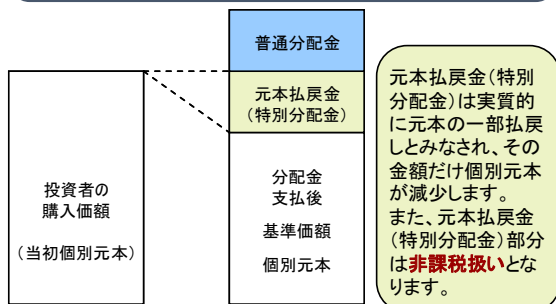 普通分配金
元本払戻金
(特別分配金)
投資者の
購入価額
(当初個別元本)
分配金
支払後
基準価額
個別元本
元本払戻金(特別
分配金)は実質的
に元本の一部払戻
しとみなされ、その
金額だけ個別元本
が減少します。
また、元本払戻金
(特別分配金)部分
は非課税扱いとな
ります。